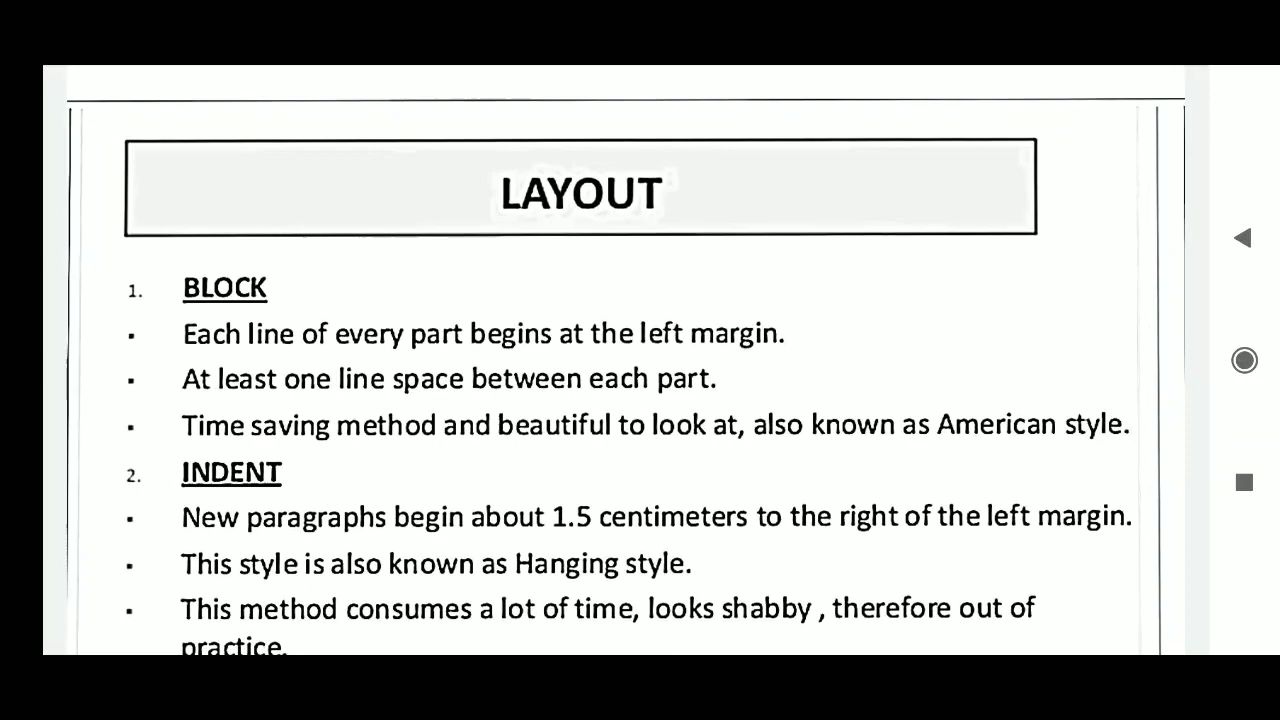 LAYOUT
1. BLOCK
▪ Each line of every part begins at the left margin.
▪ At least one line space between each part.
▪ Time saving method and beautiful to look at, also known as American style.
2. INDENT
▪ New paragraphs begin about 1.5 centimeters to the right of the left margin.
▪ This style is also known as Hanging style.
▪ This method consumes a lot of time, looks shabby , therefore out of
practice.